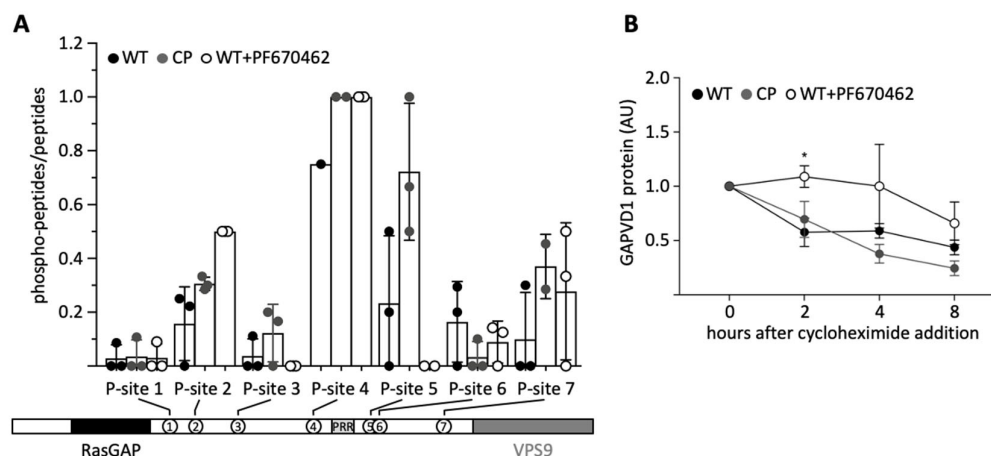 A
1.2
WT CP WT+PF670462
1.0
0.8
0.6
0.4
0.2
phospho-peptides/peptides
P-site 1 P-site 2 P-site 3 P-site 4 P-site 5 P-site 6 P-site 7
1 2 3 4 PRR 5 6 7
RasGAP VPS9
B
2.0
WT CP WT+PF670462
1.5
*
1.0
0.5
GAPVD1 protein (AU)
0 2 4 8
hours after cycloheximide addition